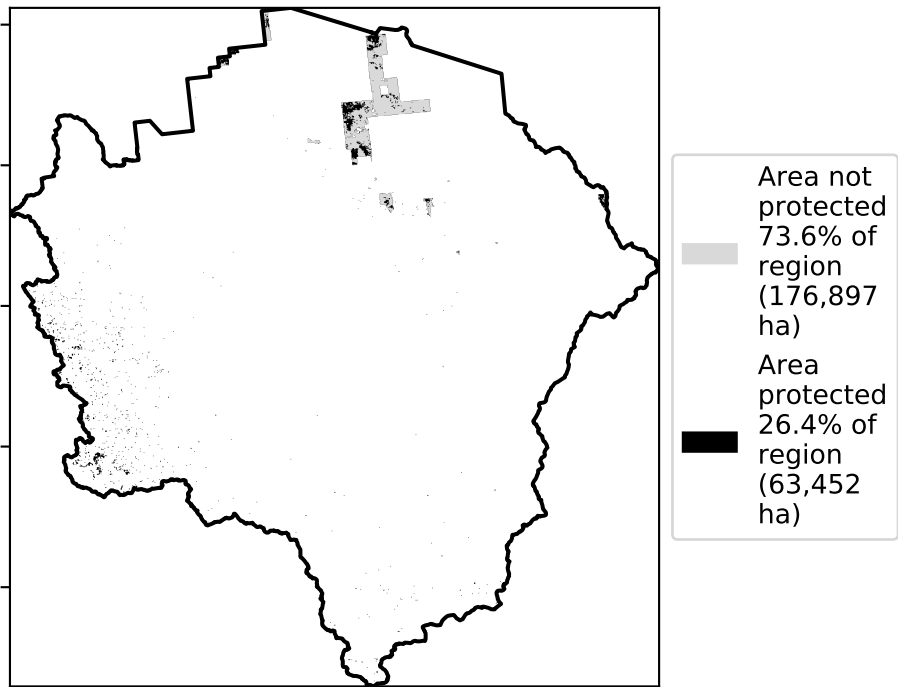 Area not
protected
73.6% of
region
(176,897
ha)
Area
protected
26.4% of
region
(63,452
ha)